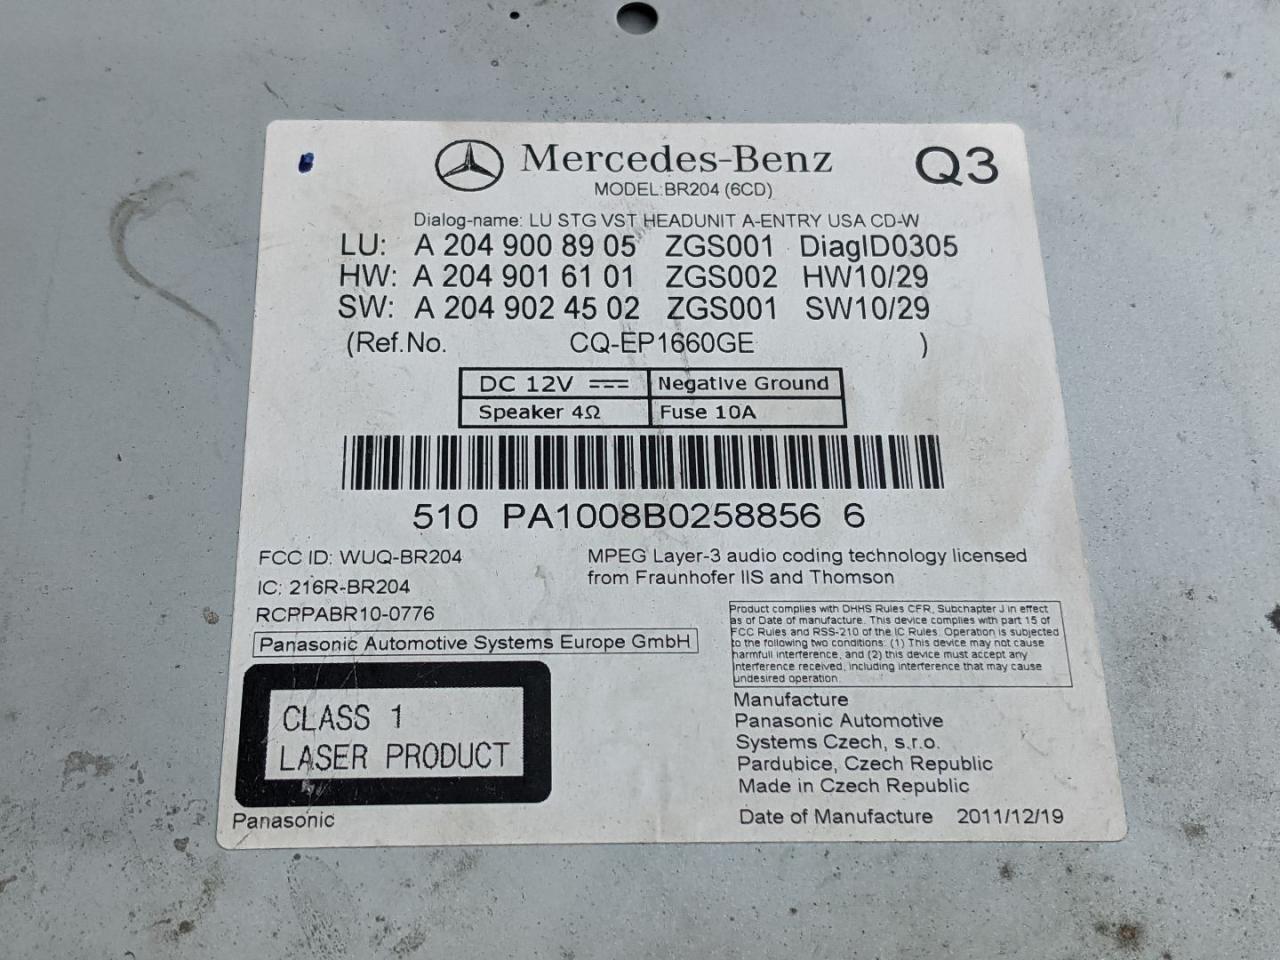 Mercedes-Benz Q3
MODEL:BR204 (6CD)
Dialog-name: LU STG VST HEADUNIT A-ENTRY USA CD-W
LU: A 204 900 89 05 ZGS001 DiagID0305
HW: A 204 901 61 01 ZGS002 HW10/29
SW: A 204 902 45 02 ZGS001 SW10/29
(Ref.No. CQ-EP1660GE )
DC 12V Negative Ground
Speaker 4Ω Fuse 10A
510 PA1008B0258856 6
FCC ID: WUQ-BR204
IC: 216R-BR204
RCPPABR10-0776
Panasonic Automotive Systems Europe GmbH
MPEG Layer-3 audio coding technology licensed
from Fraunhofer IIS and Thomson
Product complies with DHHS Rules CFR, Subchapter J in effect
as of Date of manufacture. This device complies with part 15 of
FCC Rules and RSS-210 of the IC Rules. Operation is subjected
to the following two conditions: (1) This device may not cause
harmfull interference, and (2) this device must accept any
interference received, including interference that may cause
undesired operation.
CLASS 1
LASER PRODUCT
Panasonic
Manufacture
Panasonic Automotive
Systems Czech, s.r.o.
Pardubice, Czech Republic
Made in Czech Republic
Date of Manufacture 2011/12/19